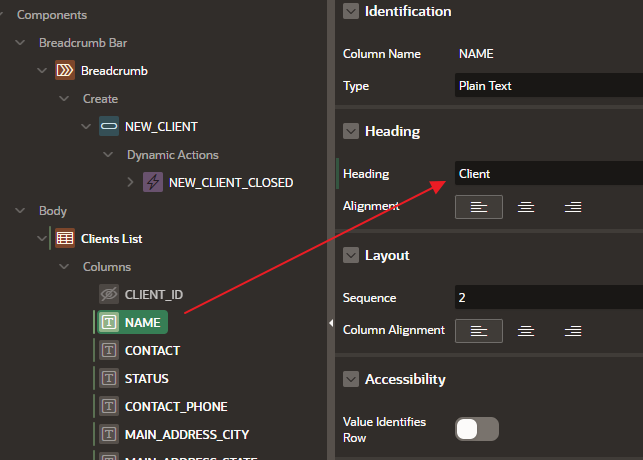 Components
Breadcrumb Bar
Breadcrumb
Create
NEW_CLIENT
Dynamic Actions
NEW_CLIENT_CLOSED
Body
Clients List
Columns
CLIENT_ID
NAME
CONTACT
STATUS
CONTACT_PHONE
MAIN_ADDRESS_CITY
MAIN_ADDRESS_STATE
Identification
Column Name NAME
Type Plain Text
Heading
Heading Client
Alignment
Layout
Sequence 2
Column Alignment
Accessibility
Value Identifies
Row